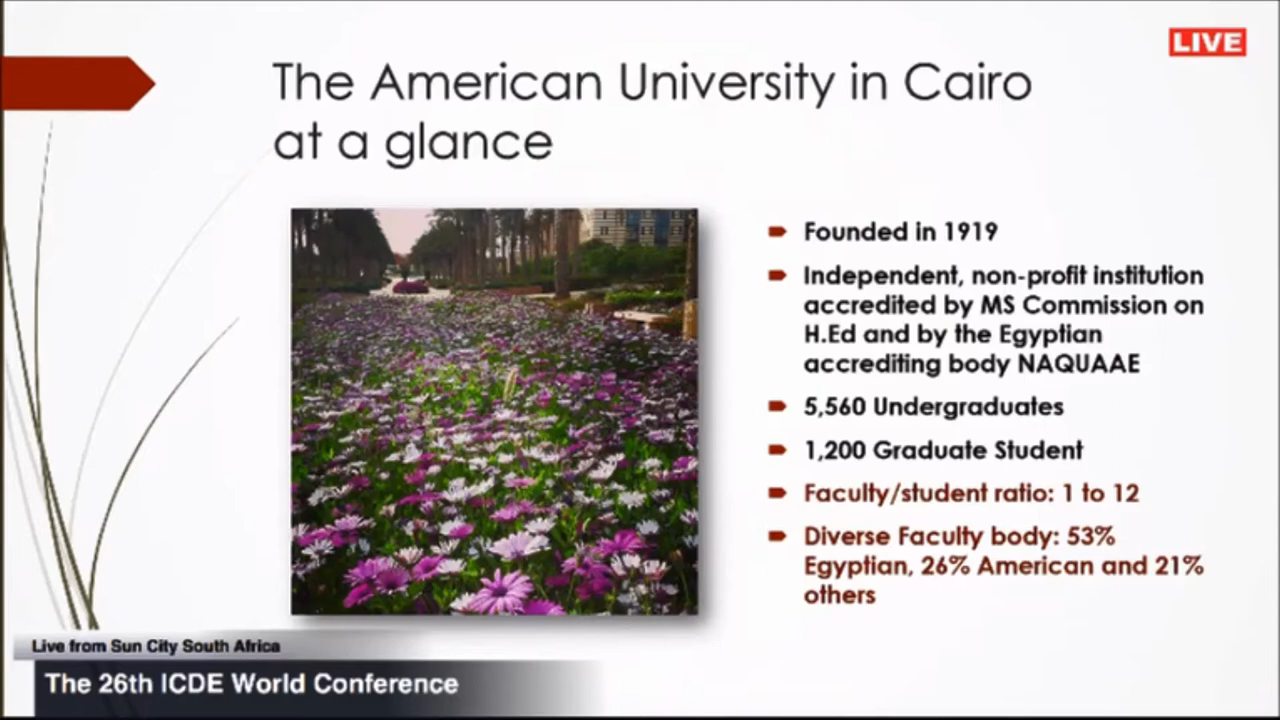 LIVE
The American University in Cairo
at a glance
Founded in 1919
Independent, non-profit institution
accredited by MS Commission on
H.Ed and by the Egyptian
accrediting body NAQUAAE
5,560 Undergraduates
1,200 Graduate Student
Faculty/student ratio: 1 to 12
Diverse Faculty body: 53%
Egyptian, 26% American and 21%
others
Live from Sun City South Africa
The 26th ICDE World Conference